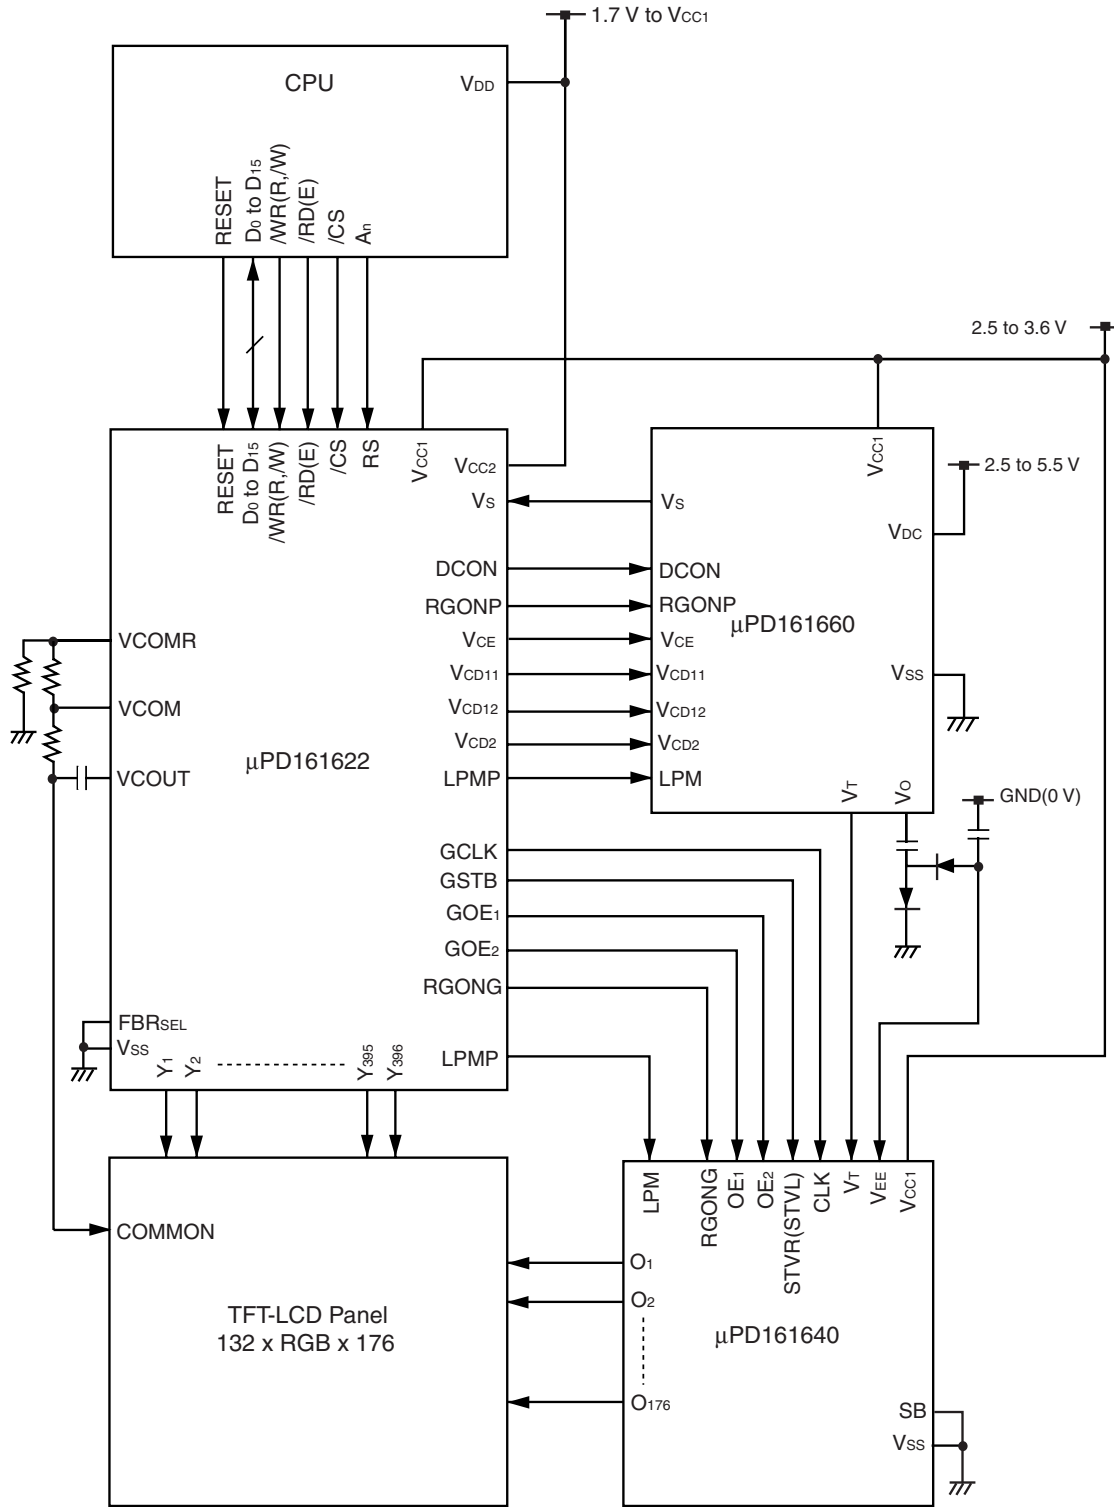 1.7 V to VCC1
CPU
VDD
RESET
D0 to D15
/WR(R,/W)
/RD(E)
/CS
An
2.5 to 3.6 V
RESET
D0 to D15
/WR(R,/W)
/RD(E)
/CS
RS
VCC1
VCC2
VS
DCON
RGONP
VCE
VCD11
VCD12
VCD2
LPMP
GCLK
GSTB
GOE1
GOE2
RGONG
LPMP
VCOMR
VCOM
VCOUT
µPD161622
FBRSEL
VSS
Y1
Y2
Y395
Y396
VCC1
2.5 to 5.5 V
VS
VDC
DCON
RGONP
µPD161660
VCE
VCD11
VSS
VCD12
VCD2
LPM
VT
VO
GND(0 V)
COMMON
TFT-LCD Panel
132 x RGB x 176
LPM
RGONG
OE1
OE2
STVR(STVL)
CLK
VT
VEE
VCC1
O1
O2
µPD161640
O176
SB
VSS